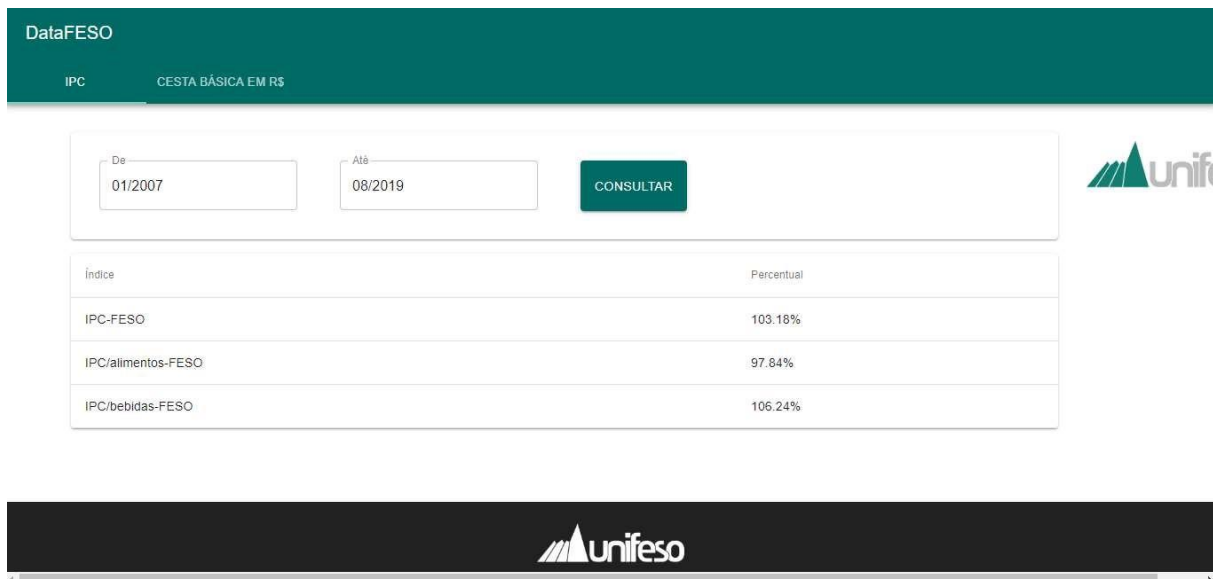 DataFESO
IPC CESTA BÁSICA EM R$
De Até
01/2007 08/2019 CONSULTAR
Índice Percentual
IPC-FESO 103.18%
IPC/alimentos-FESO 97.84%
IPC/bebidas-FESO 106.24%
unifeso